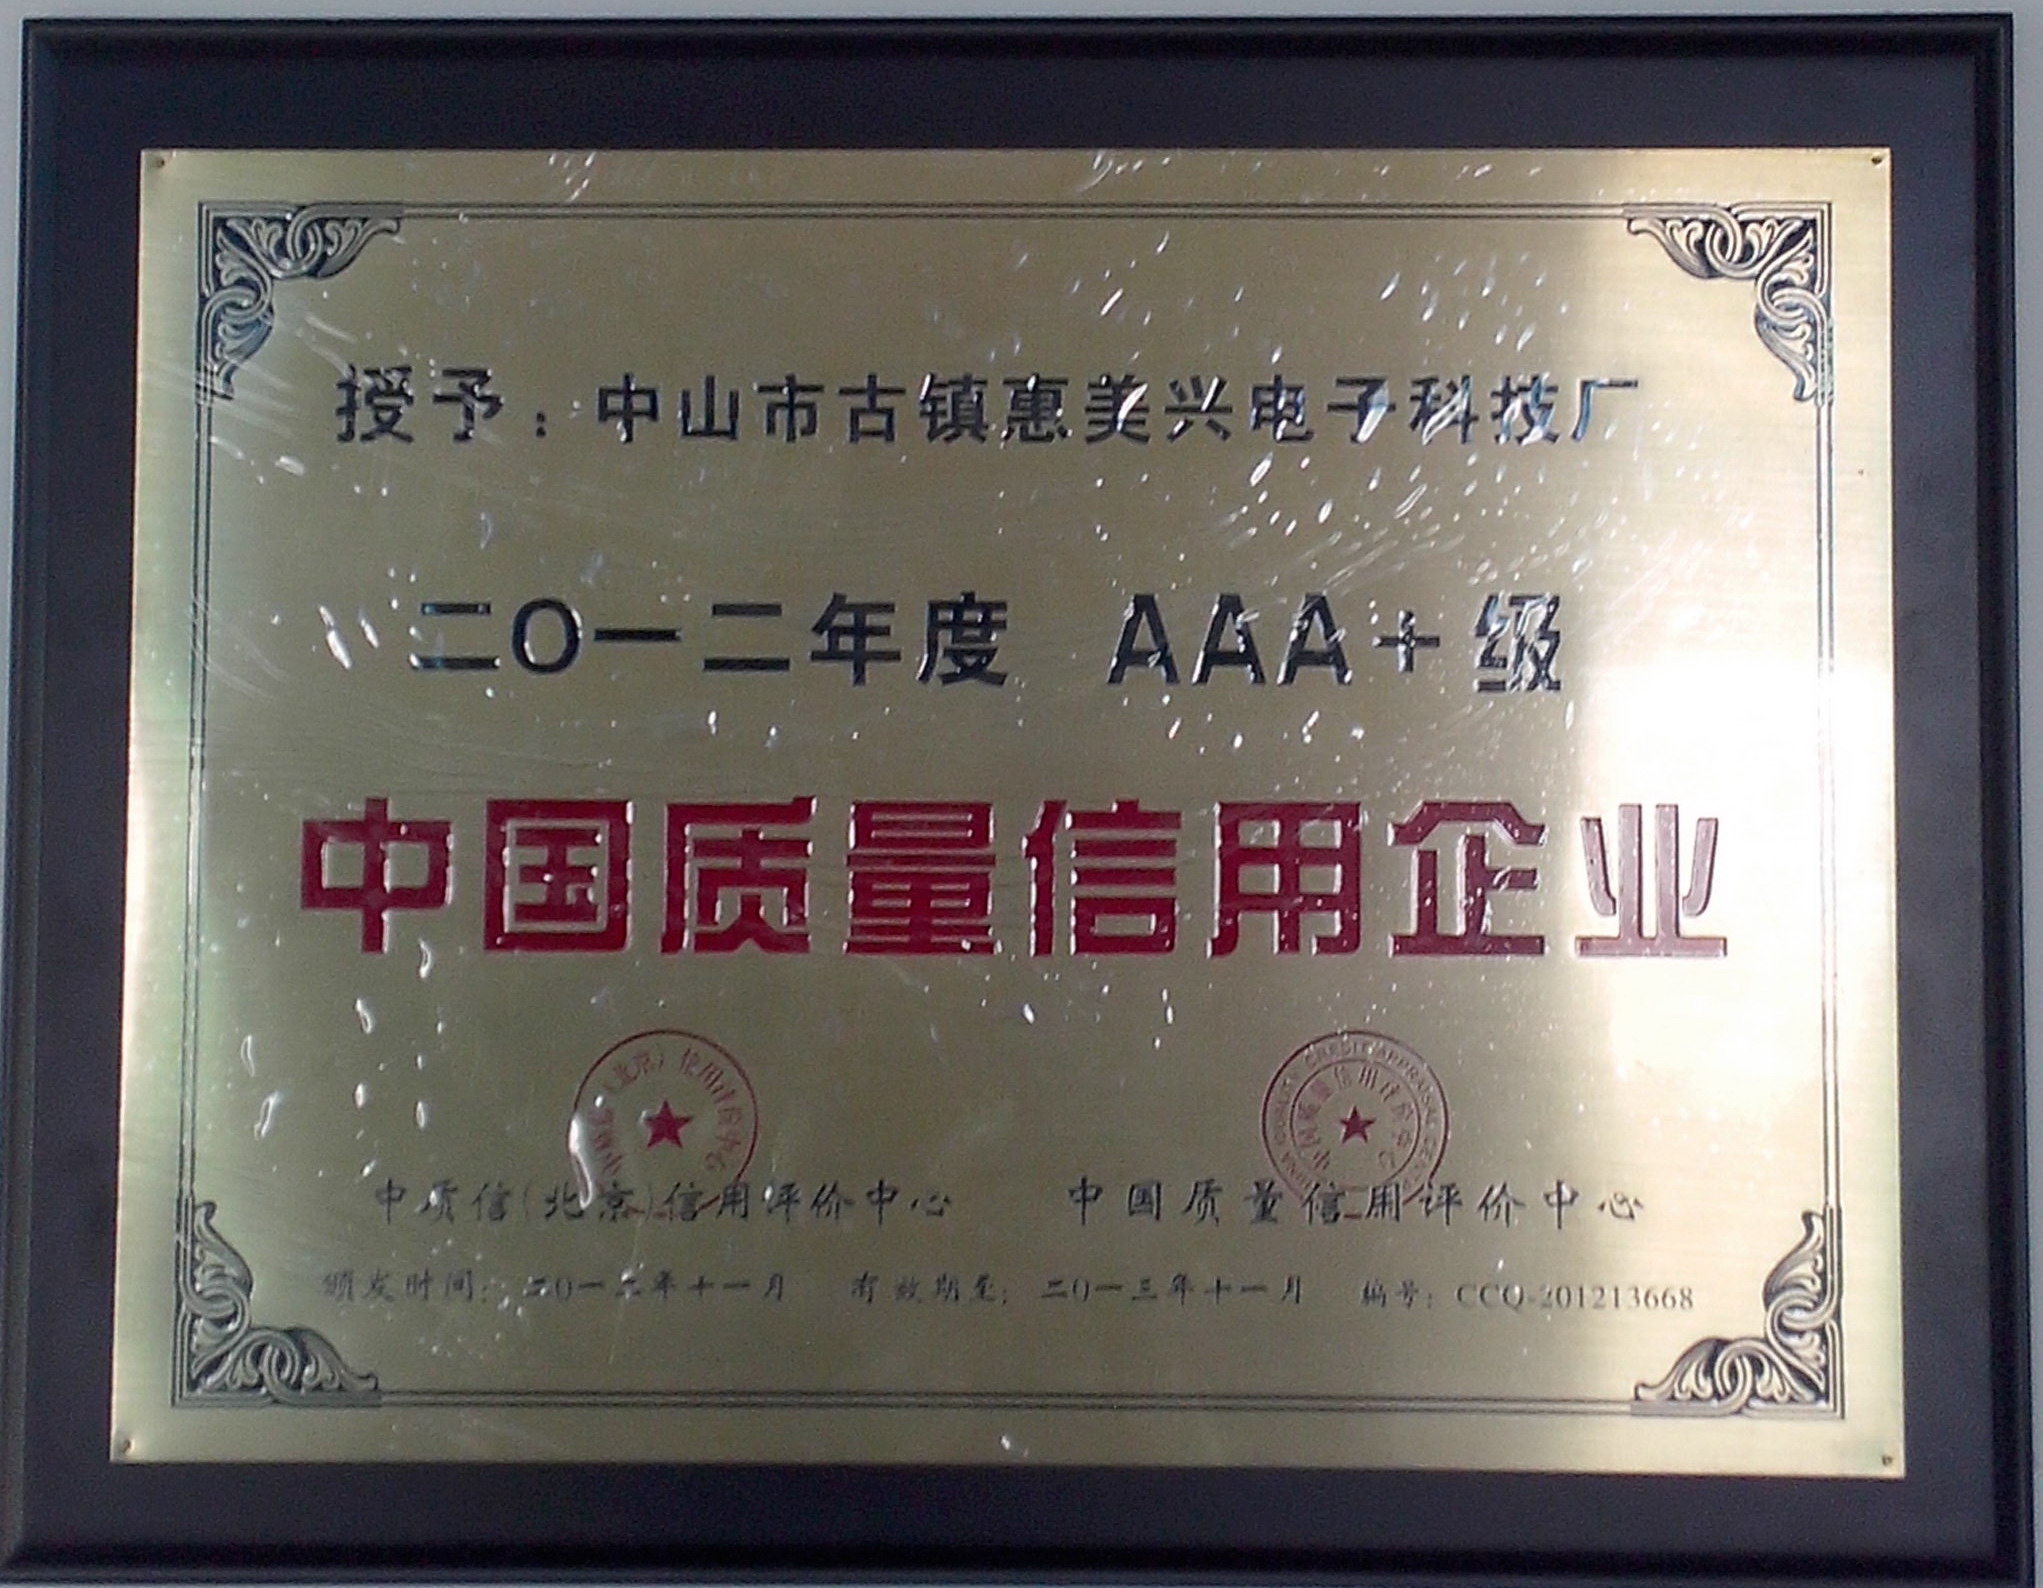 授予：中山市古镇惠美兴电子科技厂
二O一二年度 AAA+级
中国质量信用企业
中质信(北京)信用评价中心 中国质量信用评价中心
颁发时间：二O一二年十一月 有效期至：二O一三年十一月 编号：CCQ-201213668